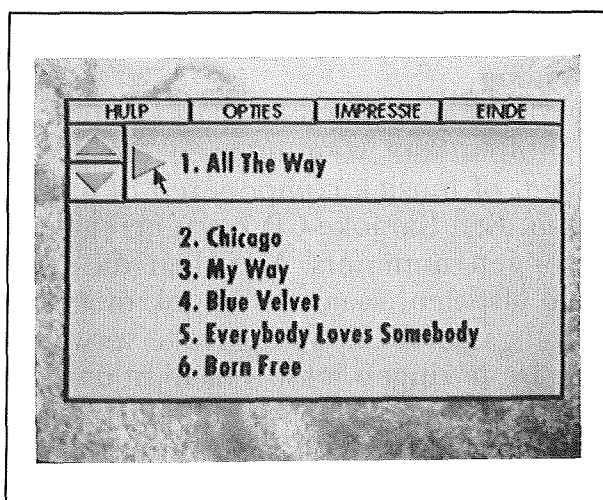 HULP OPTIES IMPRESSIE EINDE
1. All The Way
2. Chicago
3. My Way
4. Blue Velvet
5. Everybody Loves Somebody
6. Born Free